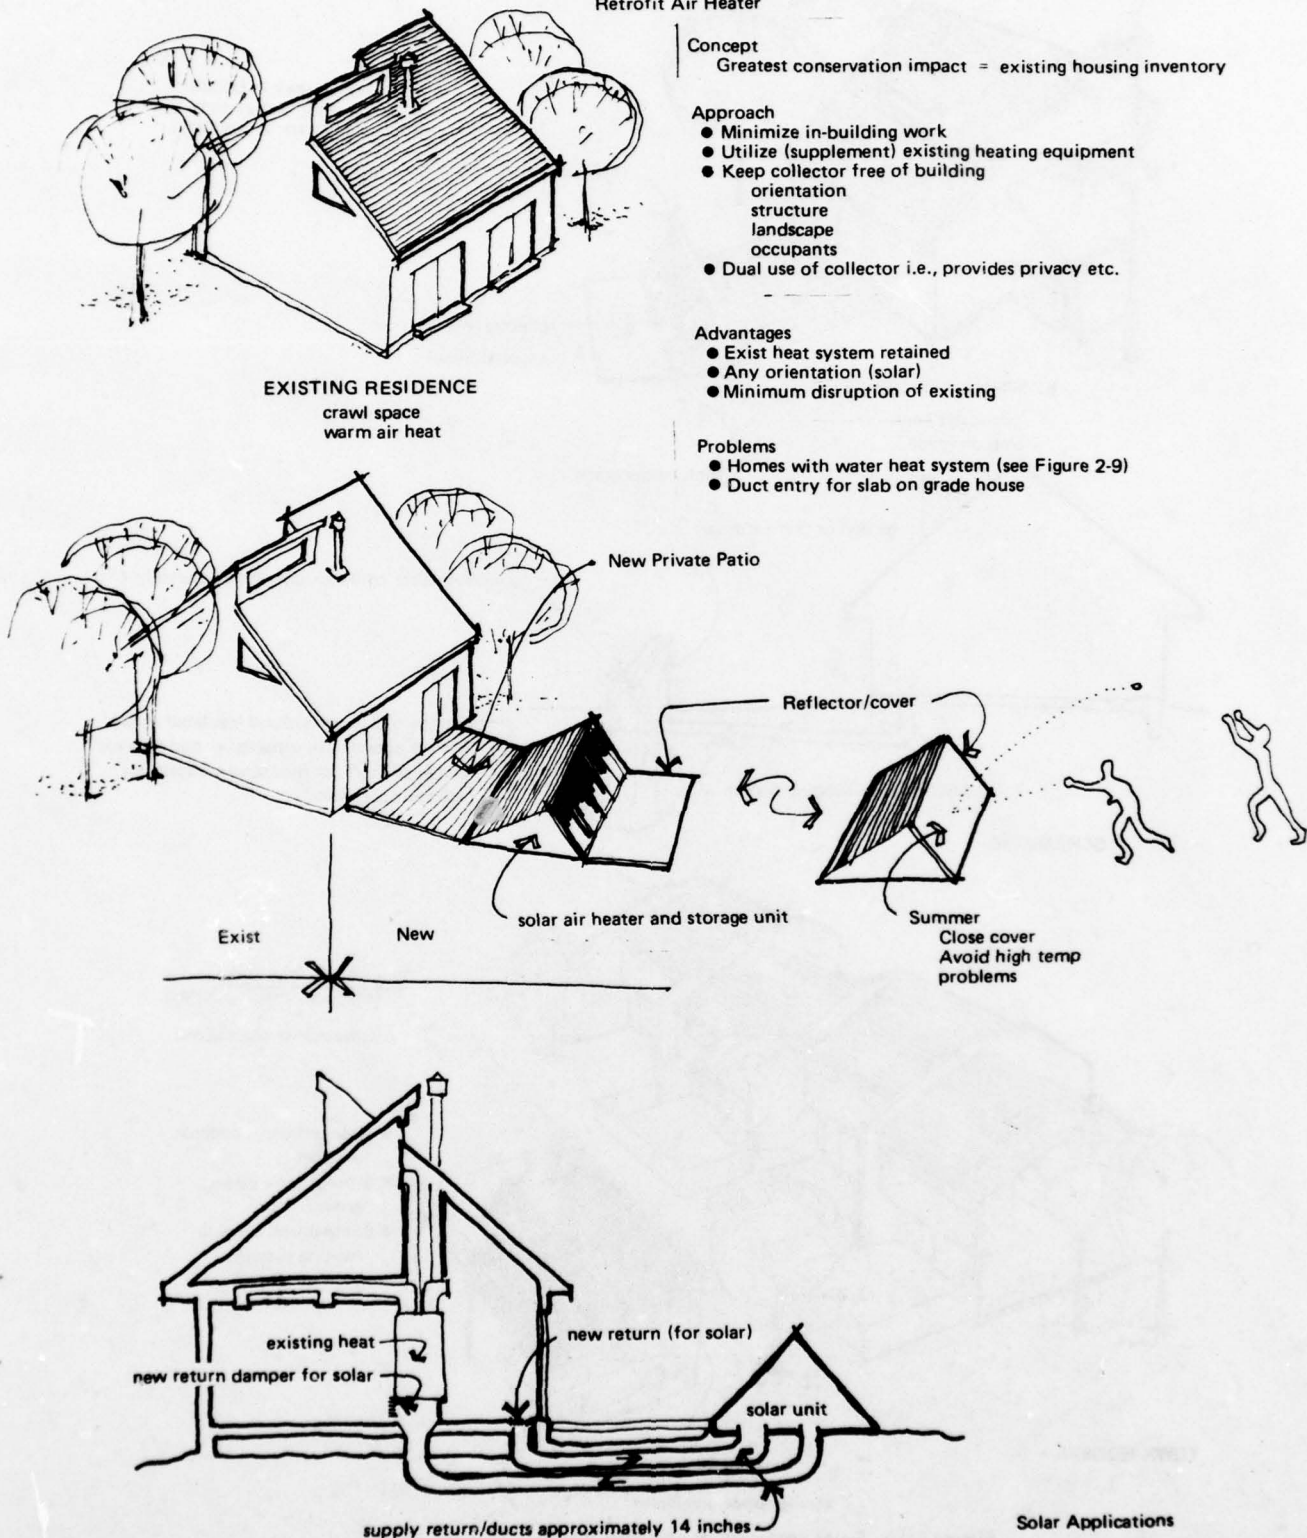 Retrofit Air Heater
Concept
Greatest conservation impact = existing housing inventory
Approach
● Minimize in-building work
● Utilize (supplement) existing heating equipment
● Keep collector free of building
orientation
structure
landscape
occupants
● Dual use of collector i.e., provides privacy etc.
Advantages
● Exist heat system retained
● Any orientation (solar)
● Minimum disruption of existing
EXISTING RESIDENCE
crawl space
warm air heat
Problems
● Homes with water heat system (see Figure 2-9)
● Duct entry for slab on grade house
New Private Patio
Reflector/cover
solar air heater and storage unit
Summer
Close cover
Avoid high temp
problems
Exist
New
existing heat
new return (for solar)
new return damper for solar
solar unit
supply return/ducts approximately 14 inches
Solar Applications